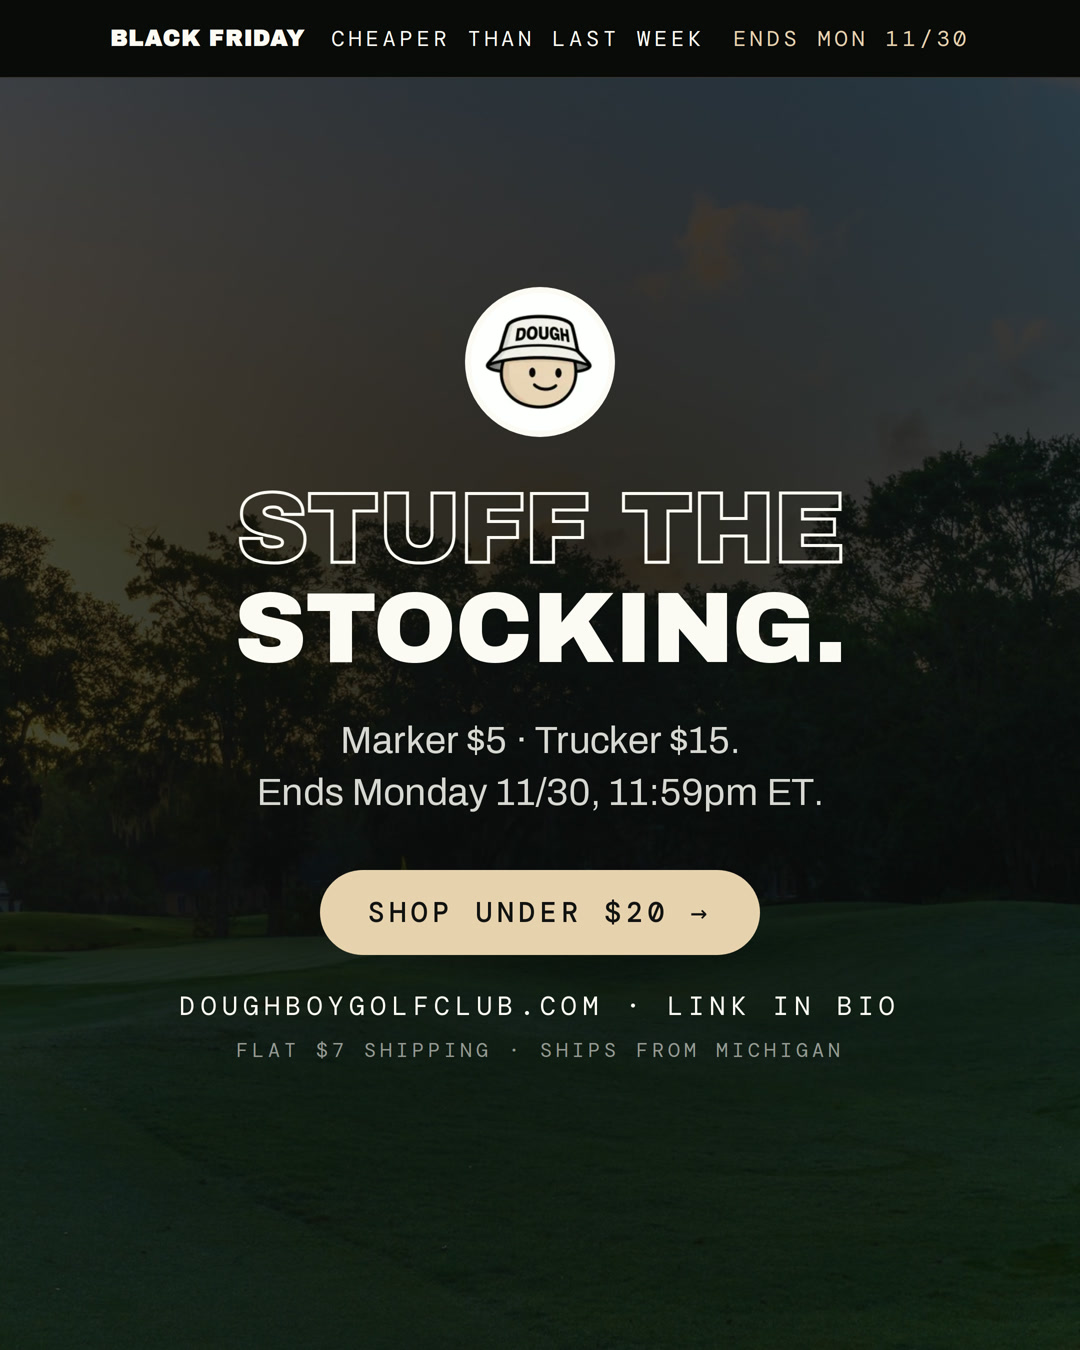 BLACK FRIDAY CHEAPER THAN LAST WEEK ENDS MON 11/30
DOUGH
STUFF THE
STOCKING.
Marker $5 · Trucker $15.
Ends Monday 11/30, 11:59pm ET.
SHOP UNDER $20 →
DOUGHBOYGOLFCLUB.COM · LINK IN BIO
FLAT $7 SHIPPING · SHIPS FROM MICHIGAN